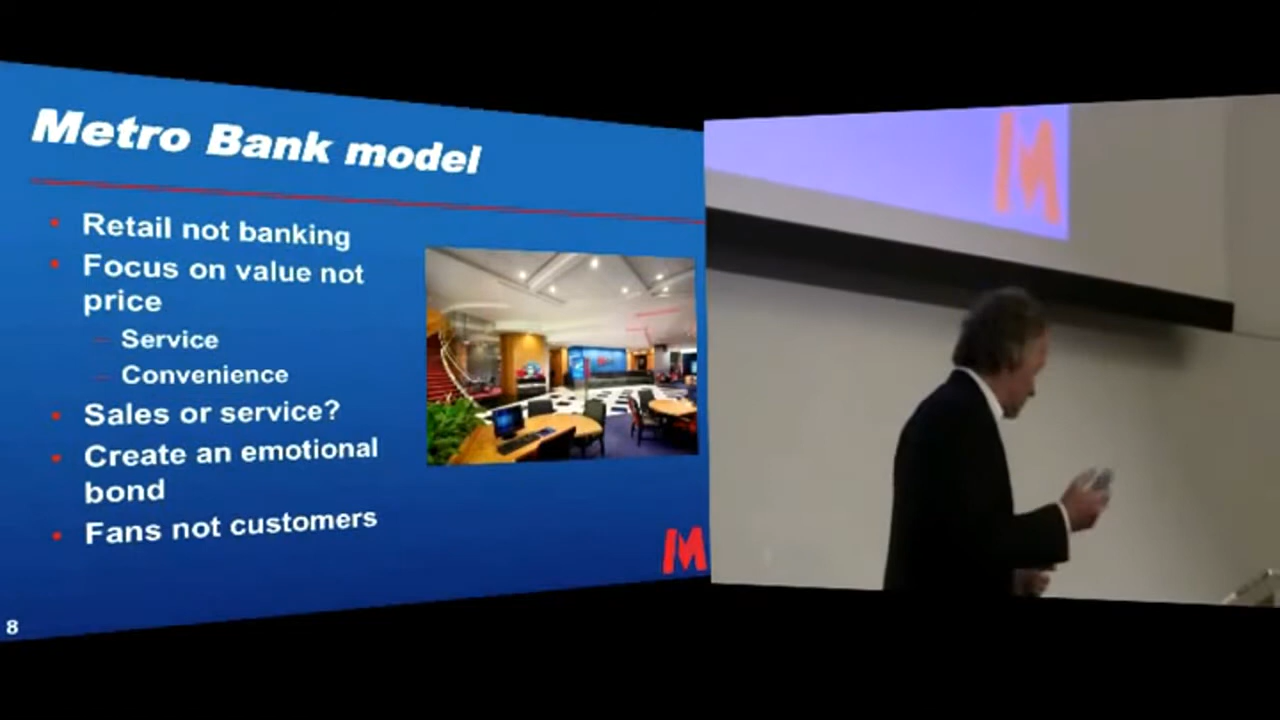 Metro Bank model
Retail not banking
Focus on value not
price
Service
Convenience
Sales or service?
Create an emotional
bond
Fans not customers
M
8
M